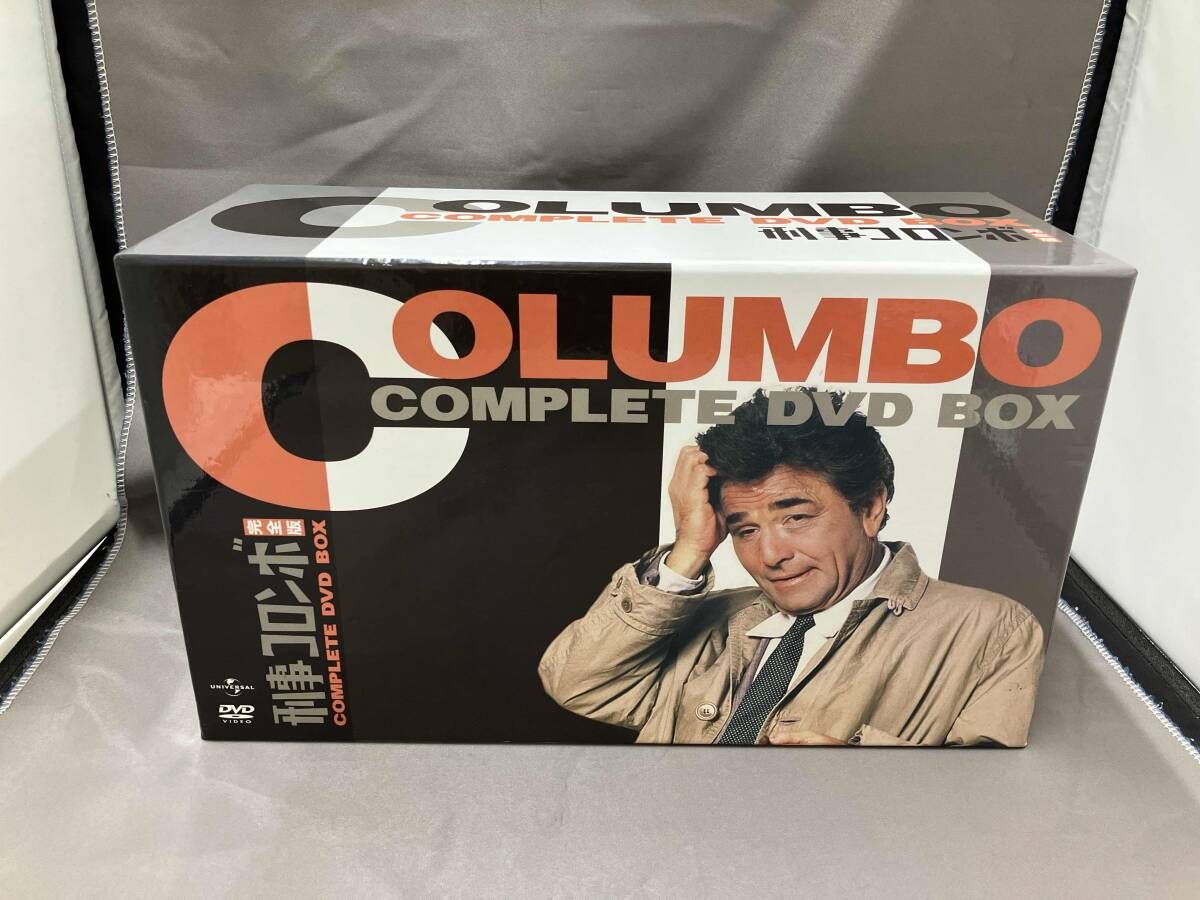 COLUMBO
COMPLETE DVD BOX
刑事コロンボ
COLUMBO
COMPLETE DVD BOX
刑事コロンボ
完全版
COMPLETE DVD BOX
UNIVERSAL
DVD
VIDEO